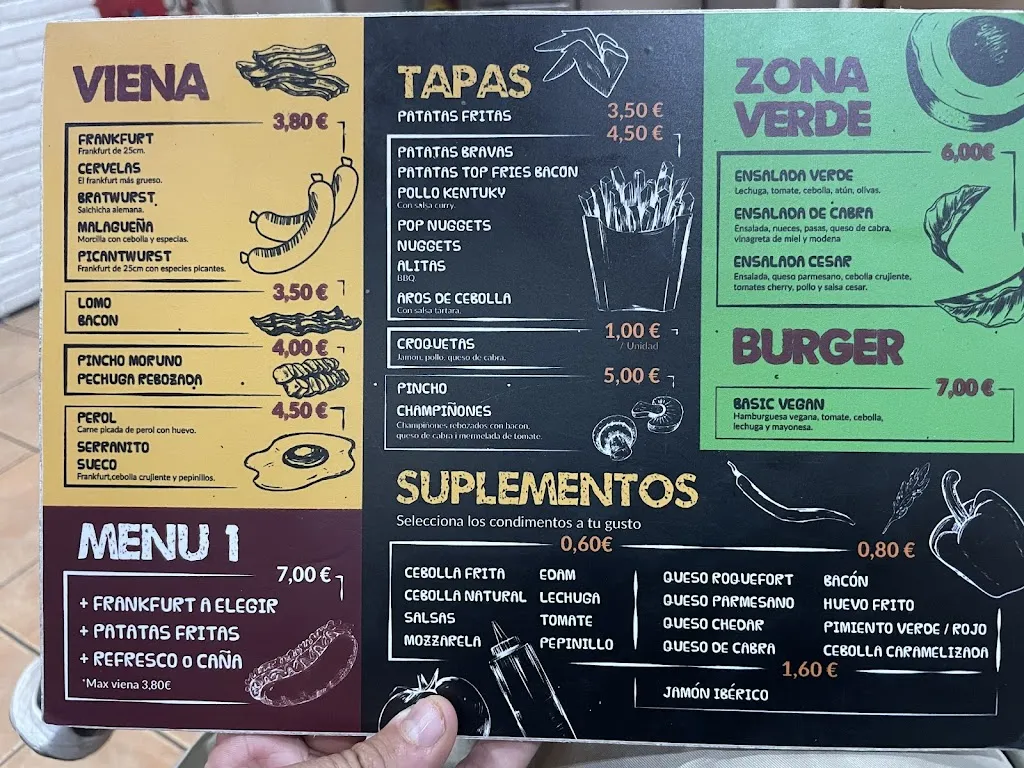 VIENA
3,80 €
FRANKFURT
Frankfurt de 25cm.
CERVELAS
El frankfurt más grueso.
BRATWURST
Salchicha alemana.
MALAGUEÑA
Morcilla con cebolla y especias.
PICANTWURST
Frankfurt de 25cm con especies picantes.
3,50 €
LOMO
BACON
4,00 €
PINCHO MORUNO
PECHUGA REBOZADA
4,50 €
PEROL
Carne picada de perol con huevo.
SERRANITO
SUECO
Frankfurt,cebolla crujiente y pepinillos.
MENU 1
7,00 €
+ FRANKFURT A ELEGIR
+ PATATAS FRITAS
+ REFRESCO o CAÑA
*Max viena 3,80€
TAPAS
PATATAS FRITAS 3,50 €
4,50 €
PATATAS BRAVAS
PATATAS TOP FRIES BACON
POLLO KENTUKY
Con salsa curry.
POP NUGGETS
NUGGETS
ALITAS
BBQ
AROS DE CEBOLLA
Con salsa tártara.
1,00 €
/ Unidad
CROQUETAS
Jamón, pollo, queso de cabra.
5,00 €
PINCHO
CHAMPIÑONES
Champiñones rebozados con bacon,
queso de cabra i mermelada de tomate.
ZONA
VERDE
6,00€
ENSALADA VERDE
Lechuga, tomate, cebolla, atún, olivas.
ENSALADA DE CABRA
Ensalada, nueces, pasas, queso de cabra,
vinagreta de miel y modena
ENSALADA CESAR
Ensalada, queso parmesano, cebolla crujiente,
tomates cherry, pollo y salsa cesar.
BURGER
7,00 €
BASIC VEGAN
Hamburguesa vegana, tomate, cebolla,
lechuga y mayonesa.
SUPLEMENTOS
Selecciona los condimentos a tu gusto
0,60€
CEBOLLA FRITA EDAM
CEBOLLA NATURAL LECHUGA
SALSAS TOMATE
MOZZARELA PEPINILLO
0,80 €
QUESO ROQUEFORT BACÓN
QUESO PARMESANO HUEVO FRITO
QUESO CHEDAR PIMIENTO VERDE / ROJO
QUESO DE CABRA CEBOLLA CARAMELIZADA
1,60 €
JAMÓN IBÉRICO